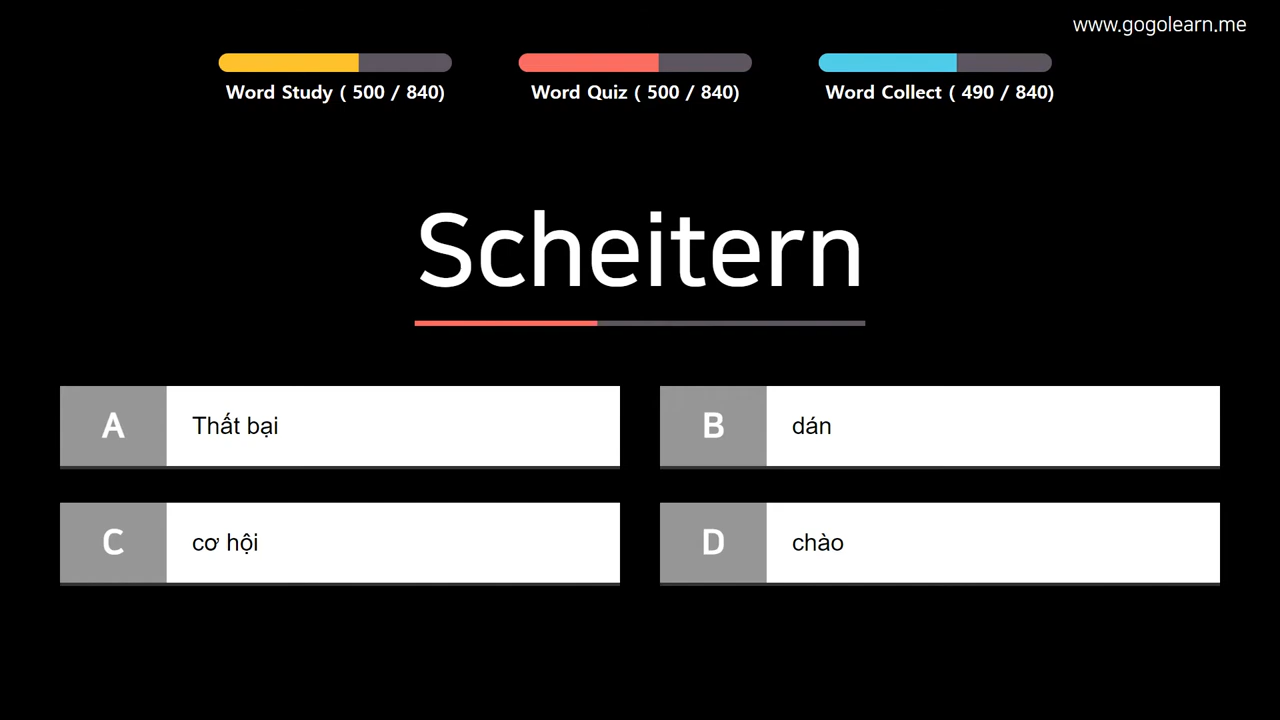 www.gogolearn.me
Word Study ( 500 / 840)
Word Quiz ( 500 / 840)
Word Collect ( 490 / 840)
Scheitern
A Thất bại
B dán
C cơ hội
D chào